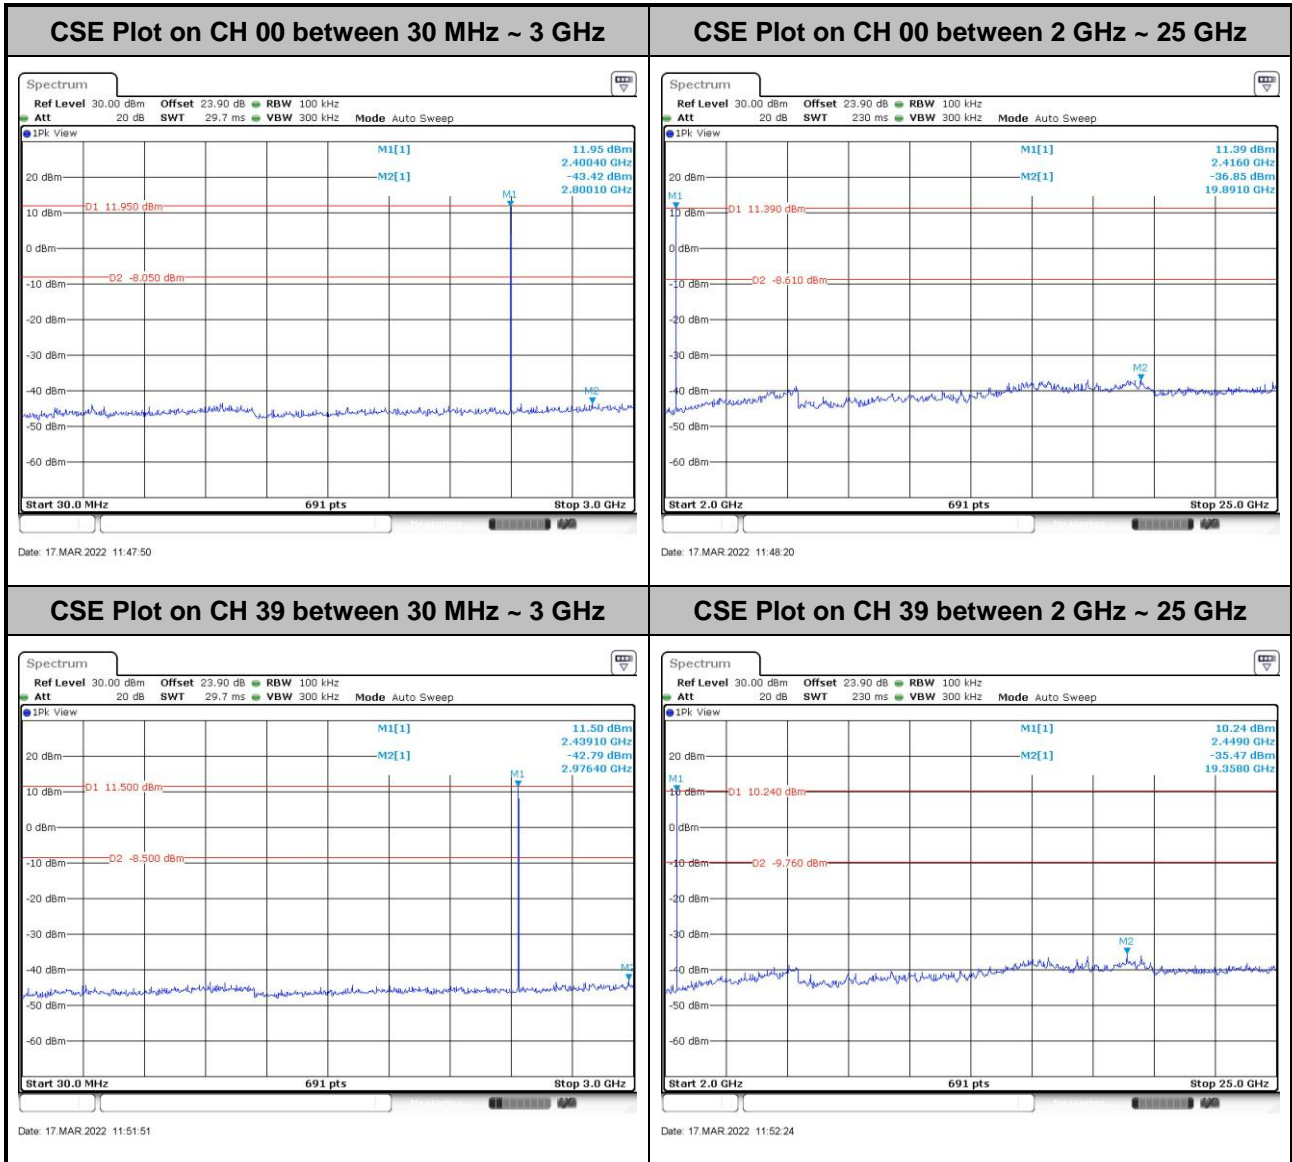 CSE Plot on CH 00 between 30 MHz ~ 3 GHz
Spectrum
Ref Level 30.00 dBm Offset 23.90 dB RBW 100 kHz
Att 20 dB SWT 29.7 ms VBW 300 kHz Mode Auto Sweep
1Pk View
M1[1] 11.95 dBm
2.40040 GHz
M2[1] -43.42 dBm
2.80010 GHz
20 dBm
M1
10 dBm
D1 11.950 dBm
0 dBm
D2 -8.050 dBm
-10 dBm
-20 dBm
-30 dBm
-40 dBm
M2
-50 dBm
-60 dBm
Start 30.0 MHz 691 pts Stop 3.0 GHz
Date: 17.MAR.2022 11:47:50
CSE Plot on CH 00 between 2 GHz ~ 25 GHz
Spectrum
Ref Level 30.00 dBm Offset 23.90 dB RBW 100 kHz
Att 20 dB SWT 230 ms VBW 300 kHz Mode Auto Sweep
1Pk View
M1[1] 11.39 dBm
2.4160 GHz
M2[1] -36.85 dBm
19.8910 GHz
20 dBm
M1
10 dBm
D1 11.390 dBm
0 dBm
-10 dBm
D2 -8.610 dBm
-20 dBm
-30 dBm
M2
-40 dBm
-50 dBm
-60 dBm
Start 2.0 GHz 691 pts Stop 25.0 GHz
Date: 17.MAR.2022 11:48:20
CSE Plot on CH 39 between 30 MHz ~ 3 GHz
Spectrum
Ref Level 30.00 dBm Offset 23.90 dB RBW 100 kHz
Att 20 dB SWT 29.7 ms VBW 300 kHz Mode Auto Sweep
1Pk View
M1[1] 11.50 dBm
2.43910 GHz
M2[1] -42.79 dBm
2.97640 GHz
20 dBm
M1
10 dBm
D1 11.500 dBm
0 dBm
D2 -8.500 dBm
-10 dBm
-20 dBm
-30 dBm
-40 dBm
M2
-50 dBm
-60 dBm
Start 30.0 MHz 691 pts Stop 3.0 GHz
Date: 17.MAR.2022 11:51:51
CSE Plot on CH 39 between 2 GHz ~ 25 GHz
Spectrum
Ref Level 30.00 dBm Offset 23.90 dB RBW 100 kHz
Att 20 dB SWT 230 ms VBW 300 kHz Mode Auto Sweep
1Pk View
M1[1] 10.24 dBm
2.4490 GHz
M2[1] -35.47 dBm
19.3580 GHz
20 dBm
M1
10 dBm
D1 10.240 dBm
0 dBm
-10 dBm
D2 -9.760 dBm
-20 dBm
-30 dBm
M2
-40 dBm
-50 dBm
-60 dBm
Start 2.0 GHz 691 pts Stop 25.0 GHz
Date: 17.MAR.2022 11:52:24